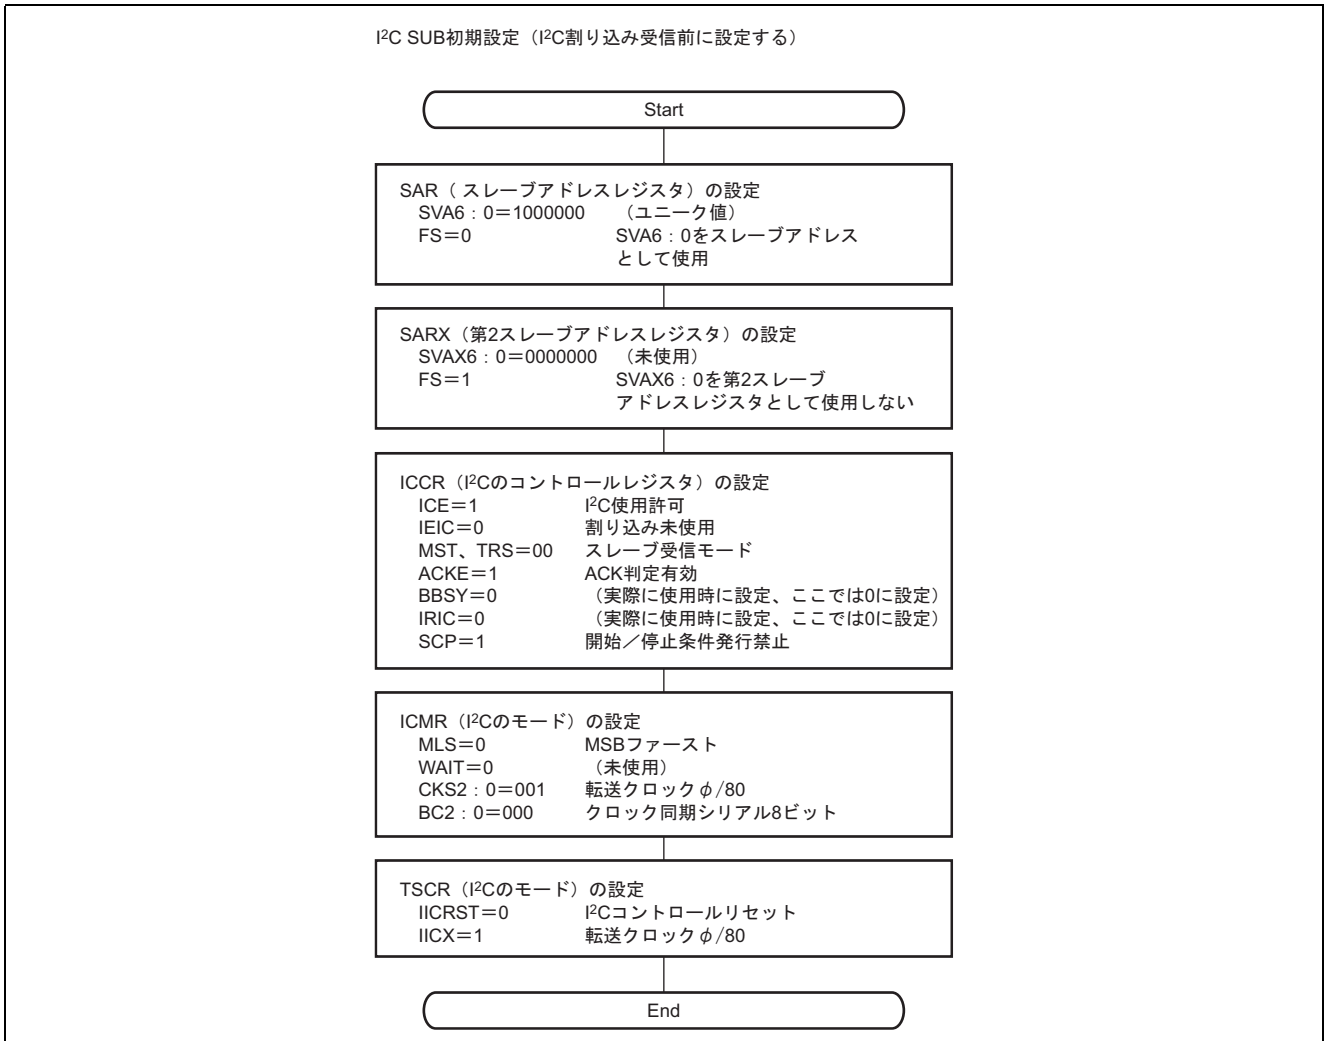 I²C SUB初期設定（I²C割り込み受信前に設定する）
Start
SAR（ スレーブアドレスレジスタ）の設定
SVA6：0＝1000000 （ユニーク値）
FS＝0 SVA6：0をスレーブアドレス
として使用
SARX（第2スレーブアドレスレジスタ）の設定
SVAX6：0＝0000000 （未使用）
FS＝1 SVAX6：0を第2スレーブ
アドレスレジスタとして使用しない
ICCR（I²Cのコントロールレジスタ）の設定
ICE＝1 I²C使用許可
IEIC＝0 割り込み未使用
MST、TRS＝00 スレーブ受信モード
ACKE＝1 ACK判定有効
BBSY＝0 （実際に使用時に設定、ここでは0に設定）
IRIC＝0 （実際に使用時に設定、ここでは0に設定）
SCP＝1 開始／停止条件発行禁止
ICMR（I²Cのモード）の設定
MLS＝0 MSBファースト
WAIT＝0 （未使用）
CKS2：0＝001 転送クロックφ/80
BC2：0＝000 クロック同期シリアル8ビット
TSCR（I²Cのモード）の設定
IICRST＝0 I²Cコントロールリセット
IICX＝1 転送クロックφ/80
End